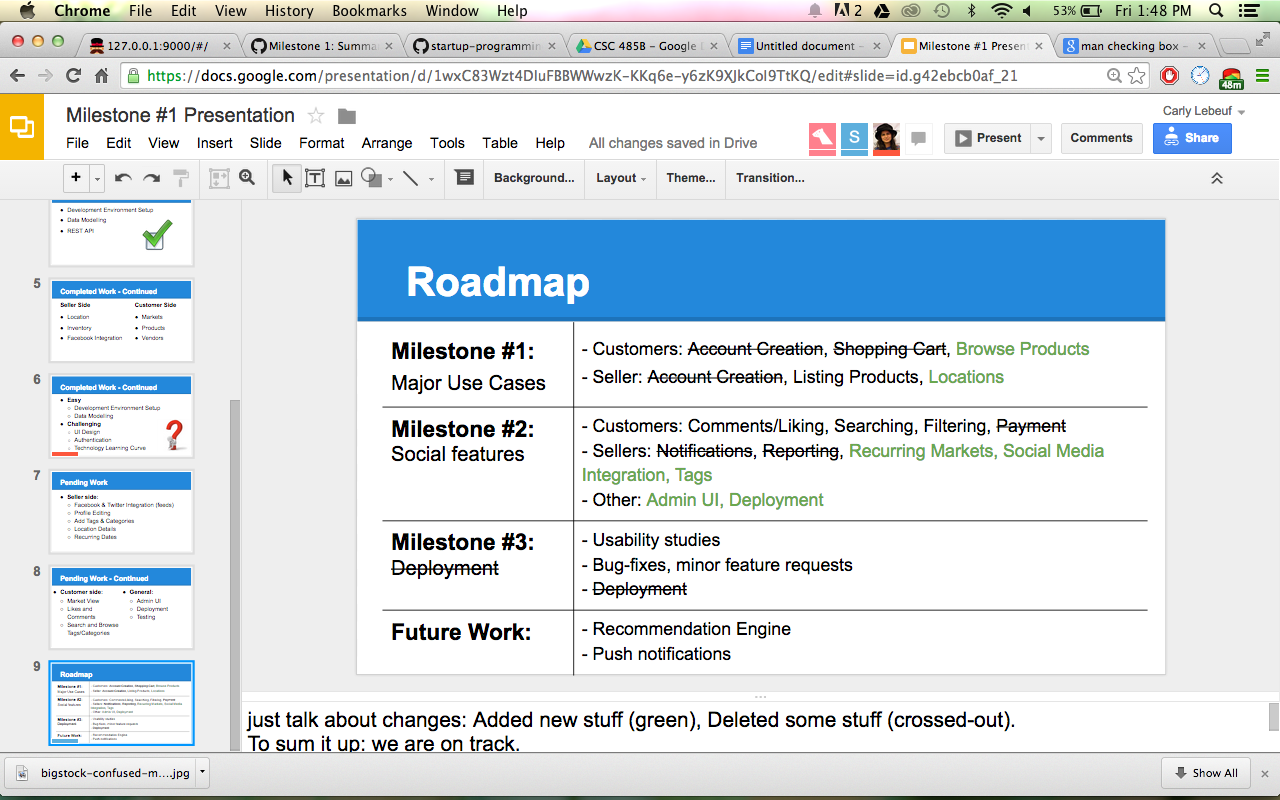 Chrome File Edit View History Bookmarks Window Help 2 53% Fri 1:48 PM
127.0.0.1:9000/#/ Milestone 1: Summa startup-programmin CSC 485B – Google Untitled document – Milestone #1 Presen man checking box –
https://docs.google.com/presentation/d/1wxC83Wzt4DluFBBWWwzK-KKq6e-y6zK9XJkCol9TtKQ/edit#slide=id.g42ebcb0af_21
48m
Milestone #1 Presentation
Carly Lebeuf
File Edit View Insert Slide Format Arrange Tools Table Help All changes saved in Drive
S
Present Comments Share
Background... Layout Theme... Transition...
Development Environment Setup
Data Modelling
REST API
5
Completed Work - Continued
Seller Side Customer Side
Location Markets
Inventory Products
Facebook Integration Vendors
6
Completed Work - Continued
Easy
Development Environment Setup
Data Modelling
Challenging
UI Design
Authentication
Technology Learning Curve
7
Pending Work
Seller side:
Facebook & Twitter Integration (feeds)
Profile Editing
Add Tags & Categories
Location Details
Recurring Dates
8
Pending Work - Continued
Customer side: General:
Market View Admin UI
Likes and Deployment
Comments Testing
Search and Browse
Tags/Categories
9
Roadmap
Milestone #1:
Major Use Cases
- Customers: Account Creation, Shopping Cart, Browse Products
- Seller: Account Creation, Listing Products, Locations
Milestone #2:
Social features
- Customers: Comments/Liking, Searching, Filtering, Payment
- Sellers: Notifications, Reporting, Recurring Markets, Social Media
Integration, Tags
- Other: Admin UI, Deployment
Milestone #3:
Deployment
- Usability studies
- Bug-fixes, minor feature requests
- Deployment
Future Work:
- Recommendation Engine
- Push notifications
just talk about changes: Added new stuff (green), Deleted some stuff (crossed-out).
To sum it up: we are on track.
bigstock-confused-m....jpg Show All